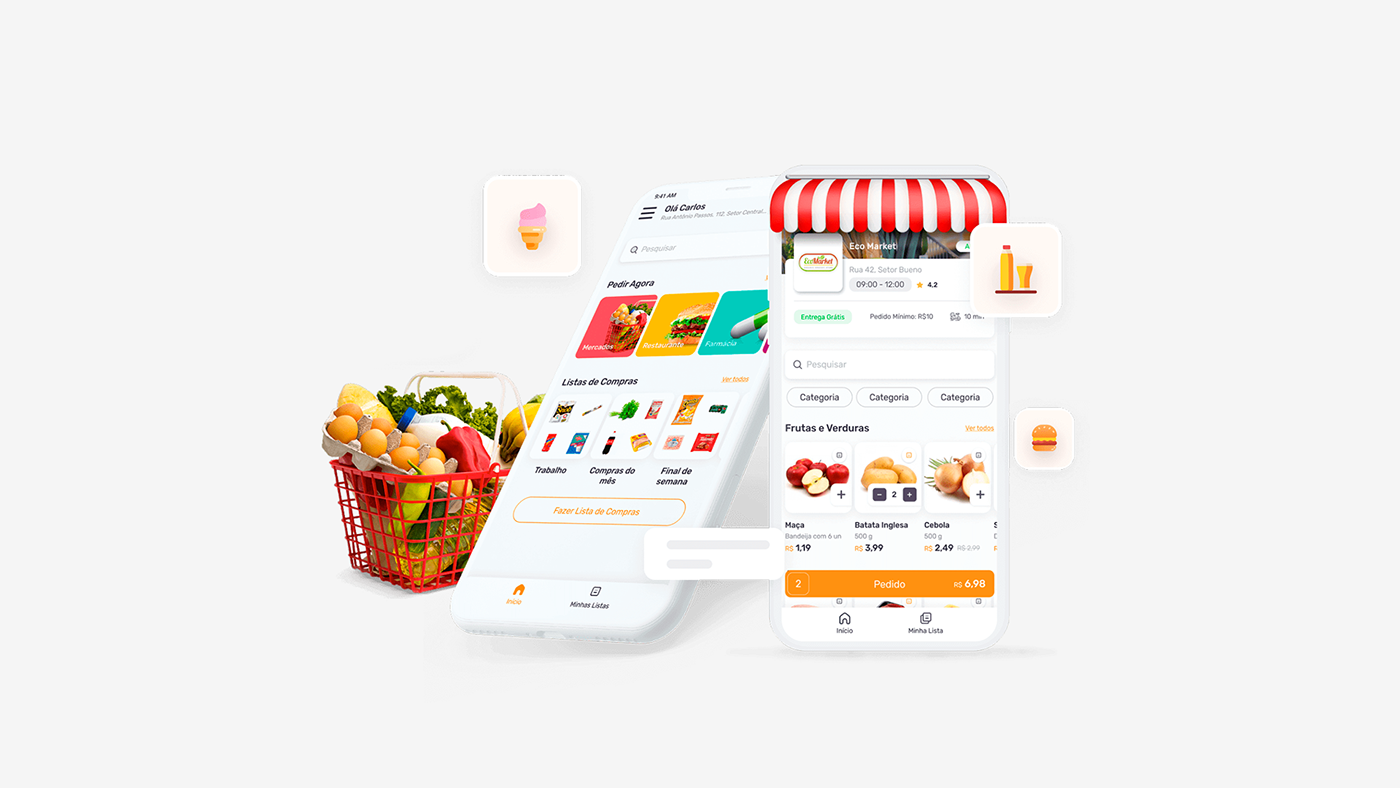 9:41 AM
Olá Carlos
Rua Antônio Passos, 112, Setor Central...
Pesquisar
Pedir Agora
Mercados
Restaurante
Farmácia
Listas de Compras
Ver todos
Trabalho
Compras do
mês
Final de
semana
Fazer Lista de Compras
Início
Minhas Listas
Eco Market
EcoMarket
Rua 42, Setor Bueno
09:00 - 12:00
4.2
Entrega Grátis
Pedido Mínimo: R$10
10 min
Pesquisar
Categoria
Categoria
Categoria
Frutas e Verduras
Ver todos
2
Maça
Bandeija com 6 un
R$ 1,19
Batata Inglesa
500 g
R$ 3,99
Cebola
500 g
R$ 2,49 R$ 2,99
2
Pedido
R$ 6,98
Início
Minha Lista